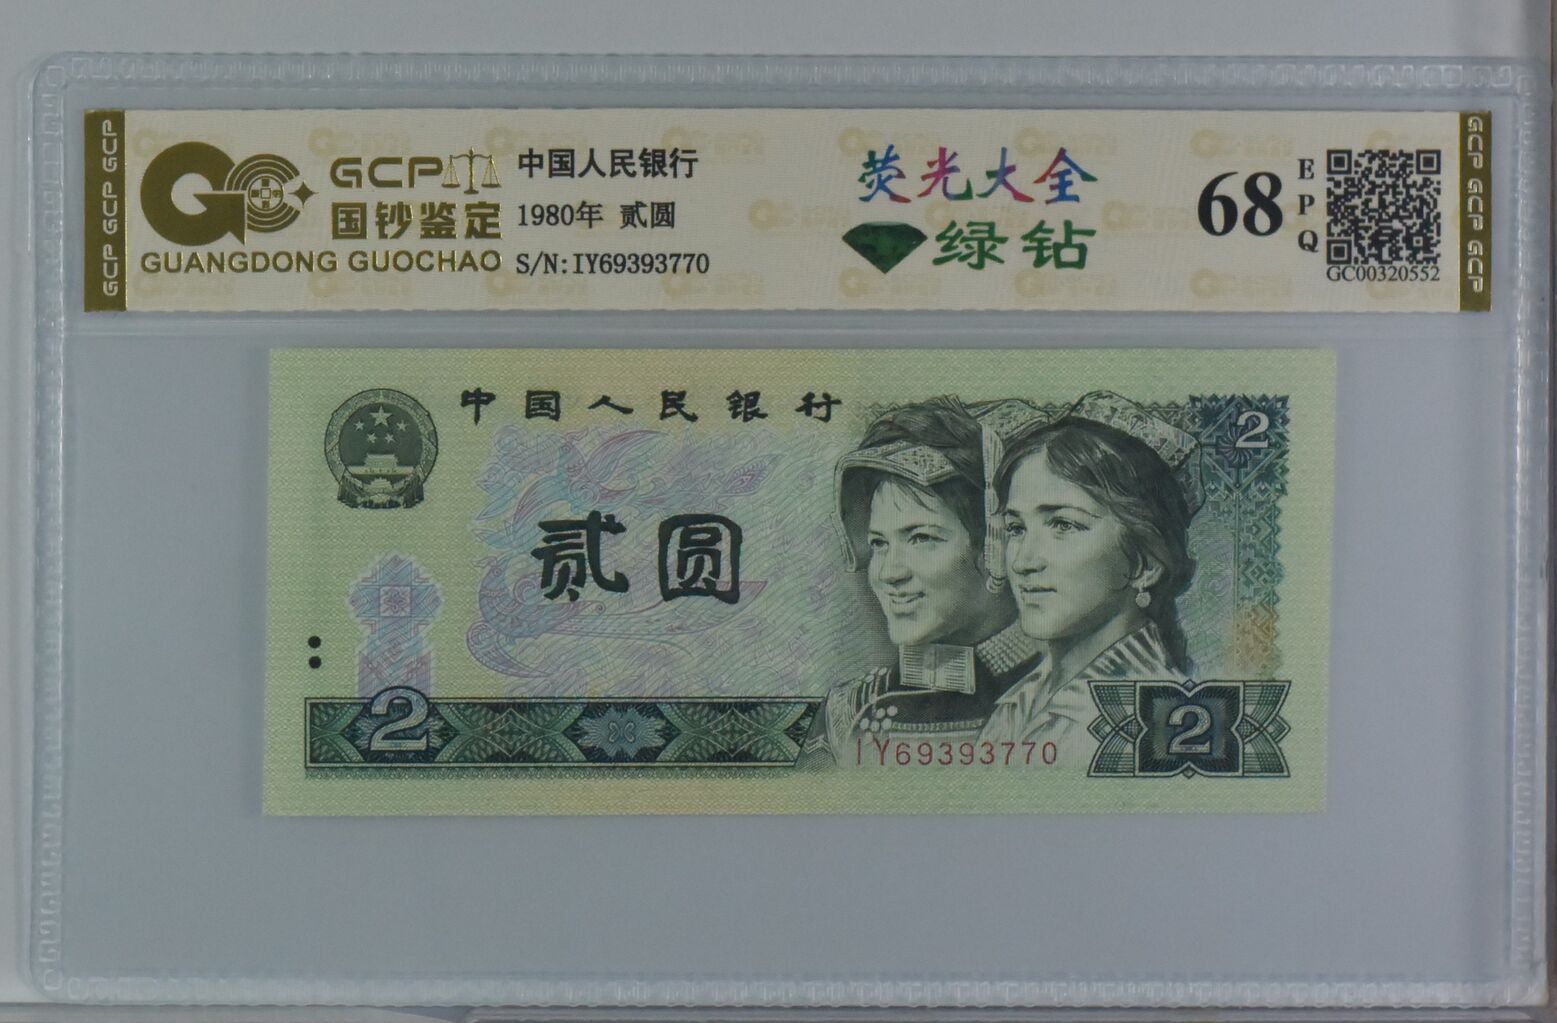 GCP GCP GCP
GCP
国钞鉴定
GUANGDONG GUOCHAO
中国人民银行
1980年 贰圆
S/N:IY69393770
荧光大全
绿钻
68
EPQ
GC00320552
GCP GCP GCP
中国人民银行
2
贰圆
2
IY69393770
2